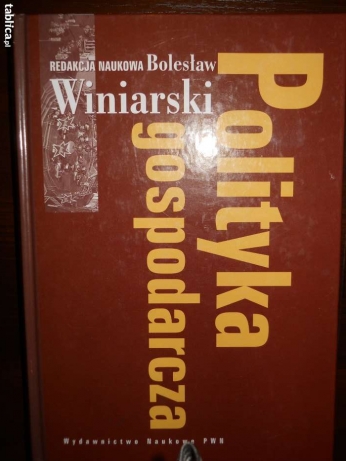 tablica.pl
REDAKCJA NAUKOWA Bolesław
Winiarski
Polityka
gospodarcza
Wydawnictwo Naukowe PWN